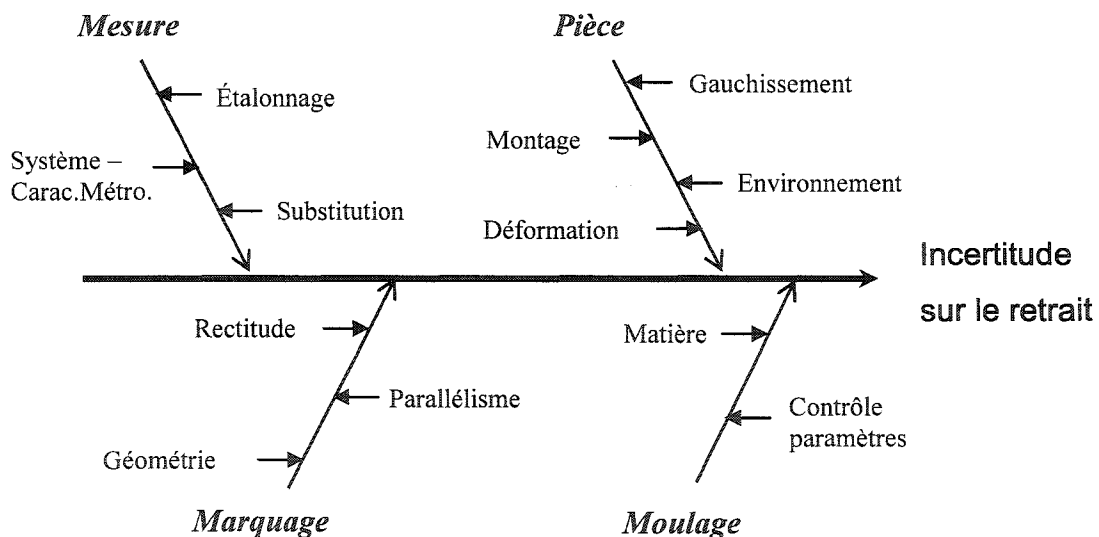 Mesure
Pièce
Étalonnage
Gauchissement
Système –
Carac.Métro.
Montage
Environnement
Substitution
Déformation
Incertitude
sur le retrait
Rectitude
Matière
Parallélisme
Contrôle
paramètres
Géométrie
Marquage
Moulage